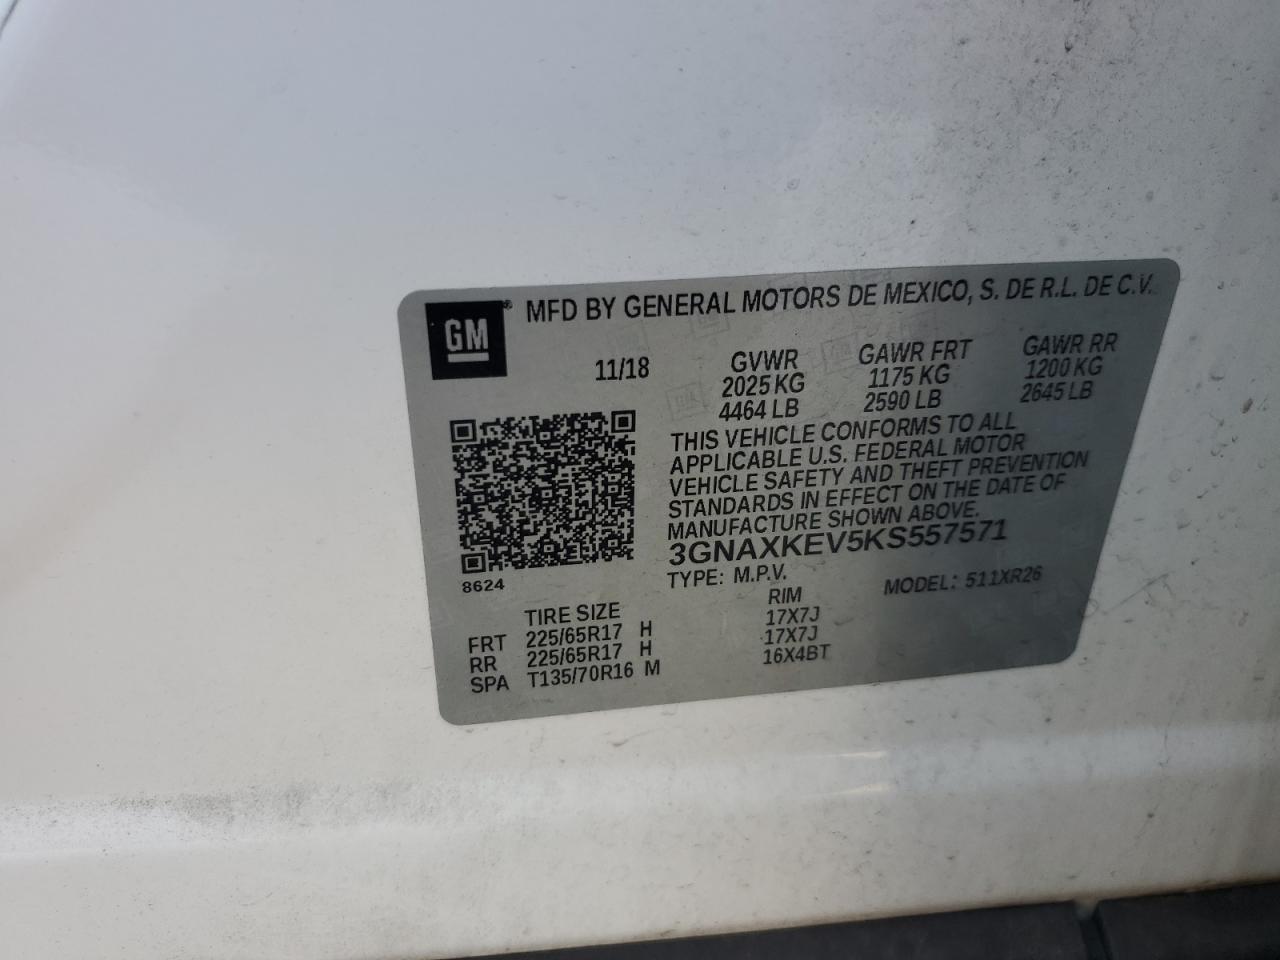 GM ® MFD BY GENERAL MOTORS DE MEXICO, S. DE R.L. DE C.V.
11/18 GVWR GAWR FRT GAWR RR
2025 KG 1175 KG 1200 KG
4464 LB 2590 LB 2645 LB
THIS VEHICLE CONFORMS TO ALL
APPLICABLE U.S. FEDERAL MOTOR
VEHICLE SAFETY AND THEFT PREVENTION
STANDARDS IN EFFECT ON THE DATE OF
MANUFACTURE SHOWN ABOVE.
3GNAXKEV5KS557571
8624 TYPE: M.P.V. MODEL: 511XR26
TIRE SIZE RIM
FRT 225/65R17 H 17X7J
RR 225/65R17 H 17X7J
SPA T135/70R16 M 16X4BT